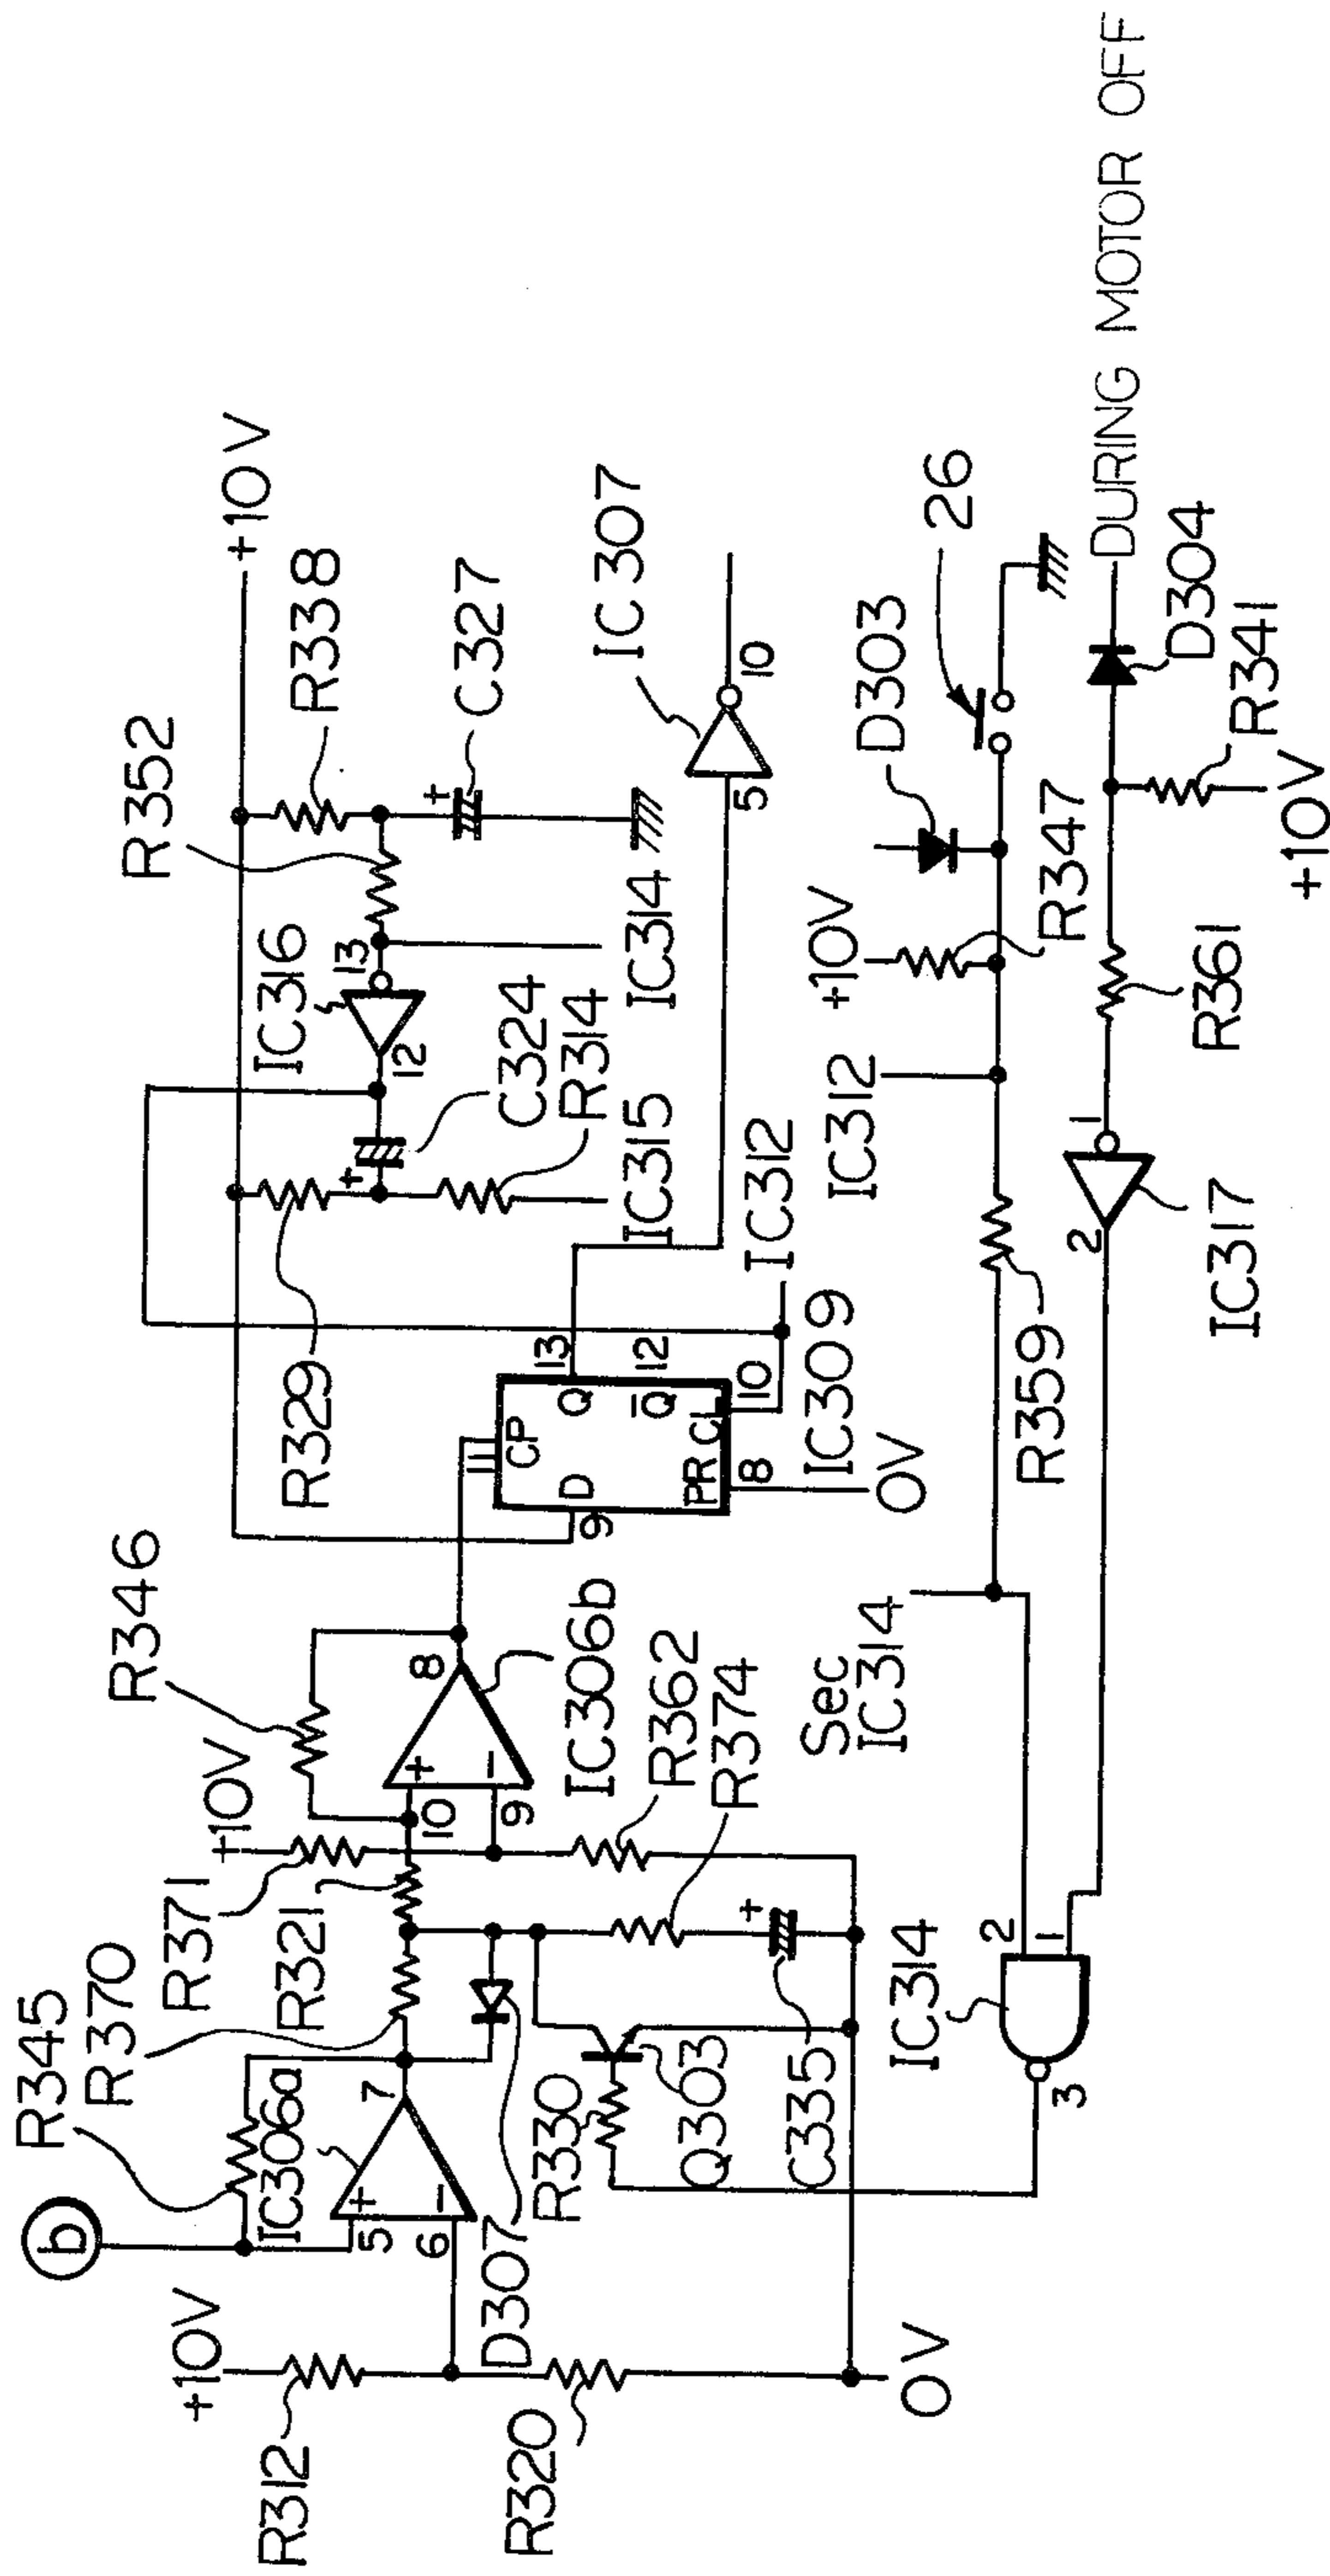 b
+10V
R312
R320
0V
R345
R370
IC306a
5
+
6
−
7
D307
R330
Q303
C335
+
R371
R321
+10V
R346
10
+
9
−
8
IC306b
R362
R374
IC314
2
1
3
Sec
IC314
D
9
CP
Q
13
Q̅
12
PR
8
CL
10
0V
IC309
IC312
R329
+
C324
R314
IC315
IC316
12
13
IC314
R352
R338
+
C327
+10V
IC307
5
10
IC312
+10V
R347
D303
26
R359
IC317
2
1
R361
R341
+10V
D304
DURING MOTOR OFF